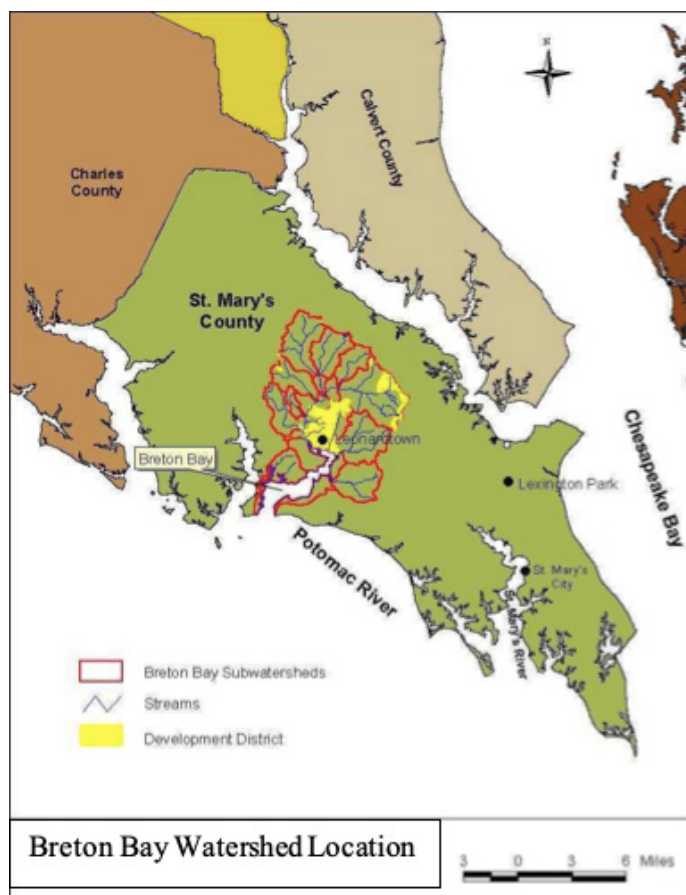 N
Calvert County
Charles
County
St. Mary's
County
Leonardtown
Breton Bay
Chesapeake Bay
Lexington Park
Potomac River
St. Mary's
City
St. Mary's River
Breton Bay Subwatersheds
Streams
Development District
Breton Bay Watershed Location
3 0 3 6 Miles